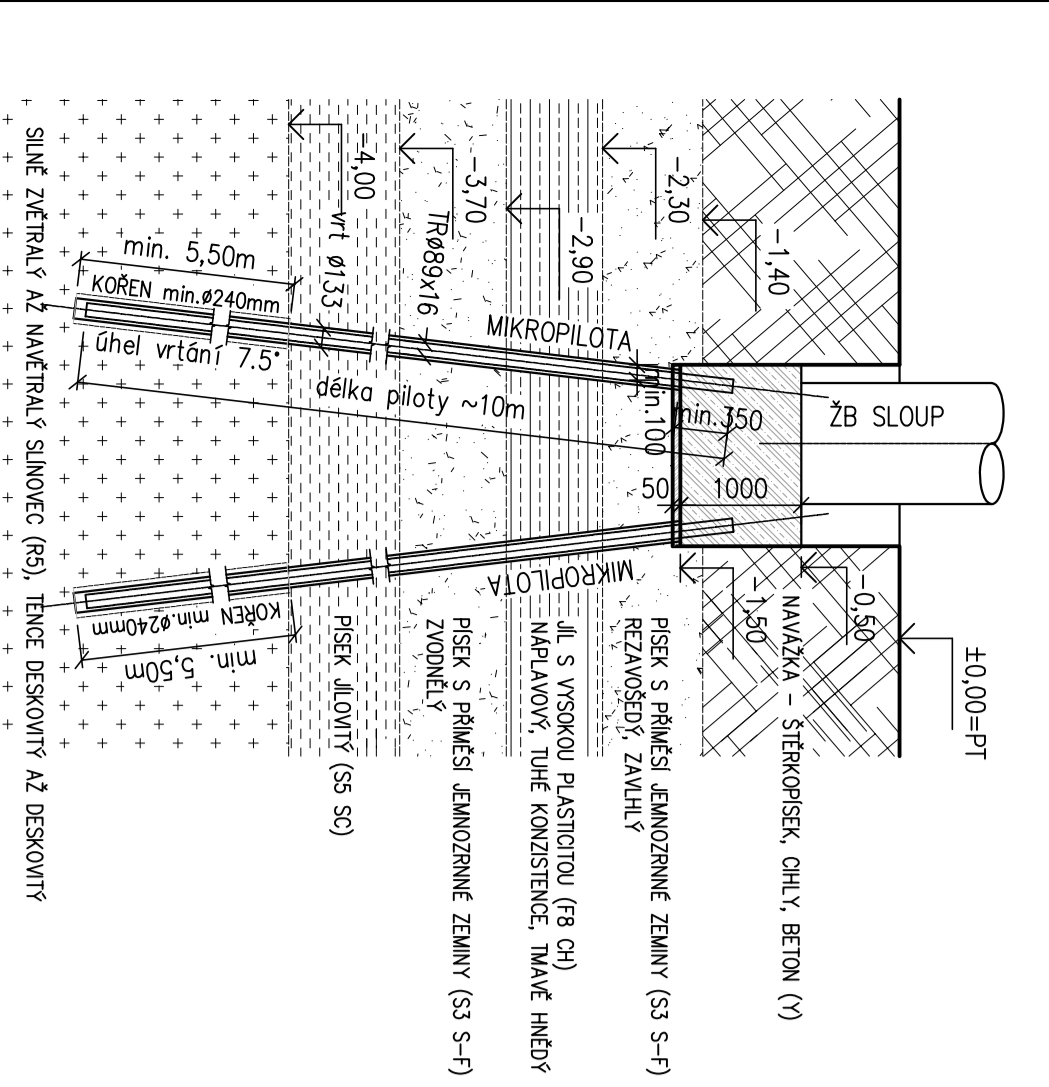 ±0,00=PT
-0,50
-1,40
-1,50
-2,30
-2,90
-3,70
-4,00
ŽB SLOUP
NAVÁŽKA - ŠTĚRKOPÍSEK, CIHLY, BETON (Y)
PÍSEK S PŘÍMĚSÍ JEMNOZRNNÉ ZEMINY (S3 S-F)
REZAVOŠEDÝ, ZAVLHLÝ
JÍL S VYSOKOU PLASTICITOU (F8 CH)
NÁPLAVOVÝ, TUHÉ KONZISTENCE, TMAVĚ HNĚDÝ
PÍSEK S PŘÍMĚSÍ JEMNOZRNNÉ ZEMINY (S3 S-F)
ZVODNĚLÝ
PÍSEK JÍLOVITÝ (S5 SC)
SILNĚ ZVĚTRALÝ AŽ NAVĚTRALÝ SLÍNOVEC (R5), TENCE DESKOVITÝ AŽ DESKOVITÝ
1000
50
min.350
min.100
MIKROPILOTA
TRø89x16
vrt ø133
KOŘEN min.ø240mm
min. 5,50m
úhel vrtání 7.5°
délka piloty ~10m
MIKROPILOTA
KOŘEN min.ø240mm
min. 5,50m